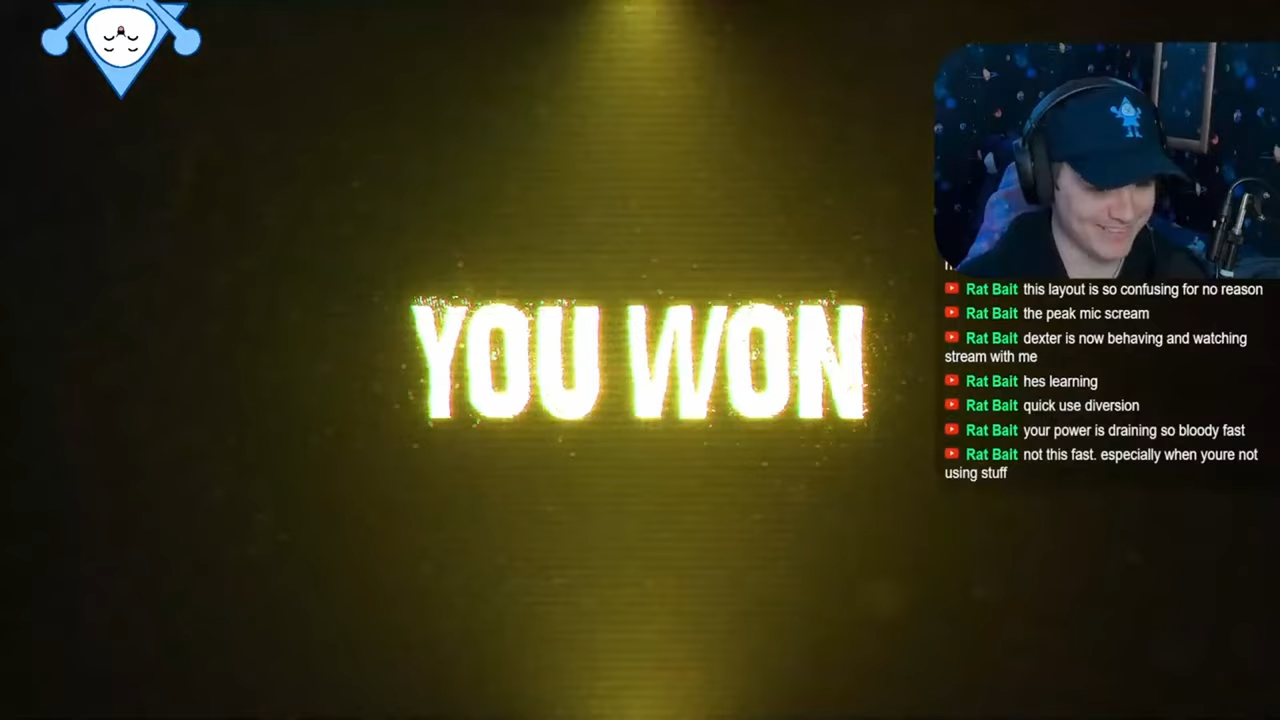 YOU WON
Rat Bait this layout is so confusing for no reason
Rat Bait the peak mic scream
Rat Bait dexter is now behaving and watching
stream with me
Rat Bait hes learning
Rat Bait quick use diversion
Rat Bait your power is draining so bloody fast
Rat Bait not this fast. especially when youre not
using stuff